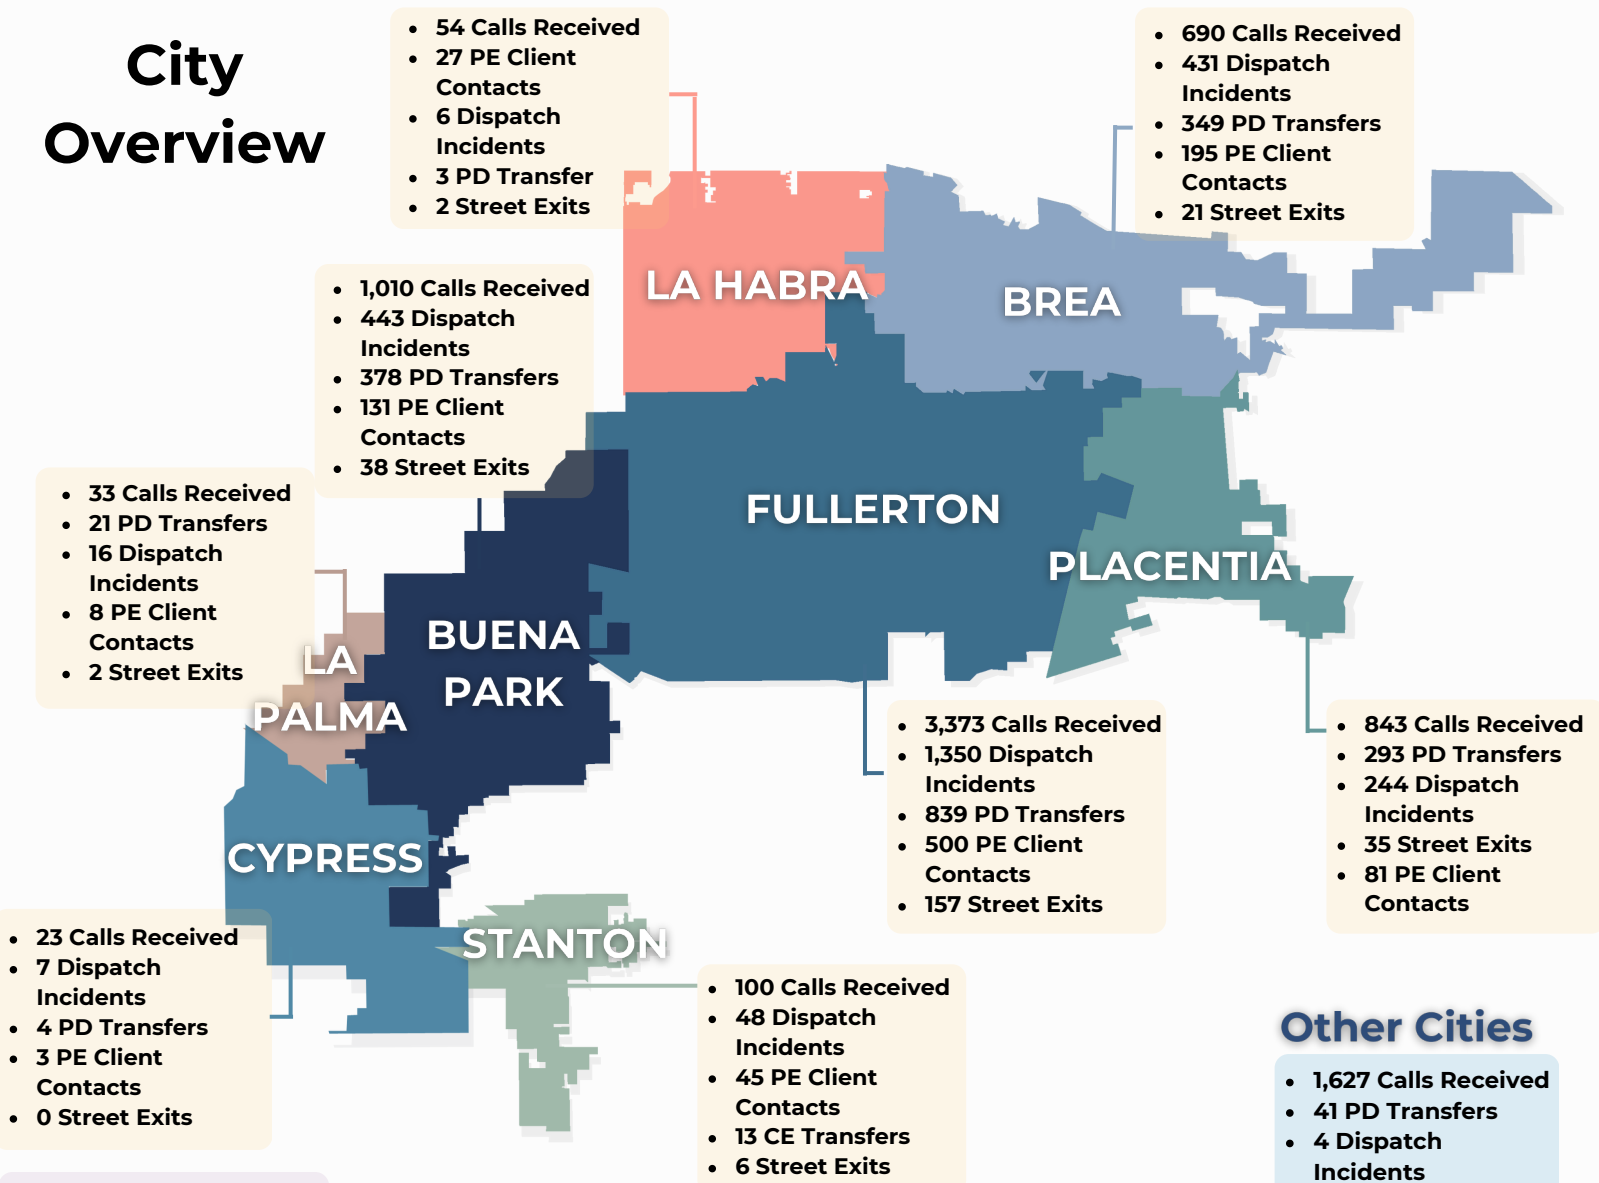 City
Overview
• 54 Calls Received
• 27 PE Client
Contacts
• 6 Dispatch
Incidents
• 3 PD Transfer
• 2 Street Exits
• 690 Calls Received
• 431 Dispatch
Incidents
• 349 PD Transfers
• 195 PE Client
Contacts
• 21 Street Exits
• 1,010 Calls Received
• 443 Dispatch
Incidents
• 378 PD Transfers
• 131 PE Client
Contacts
• 38 Street Exits
• 33 Calls Received
• 21 PD Transfers
• 16 Dispatch
Incidents
• 8 PE Client
Contacts
• 2 Street Exits
LA HABRA
BREA
FULLERTON
PLACENTIA
BUENA
PARK
LA
PALMA
CYPRESS
STANTON
• 3,373 Calls Received
• 1,350 Dispatch
Incidents
• 839 PD Transfers
• 500 PE Client
Contacts
• 157 Street Exits
• 843 Calls Received
• 293 PD Transfers
• 244 Dispatch
Incidents
• 35 Street Exits
• 81 PE Client
Contacts
• 23 Calls Received
• 7 Dispatch
Incidents
• 4 PD Transfers
• 3 PE Client
Contacts
• 0 Street Exits
• 100 Calls Received
• 48 Dispatch
Incidents
• 45 PE Client
Contacts
• 13 CE Transfers
• 6 Street Exits
Other Cities
• 1,627 Calls Received
• 41 PD Transfers
• 4 Dispatch
Incidents